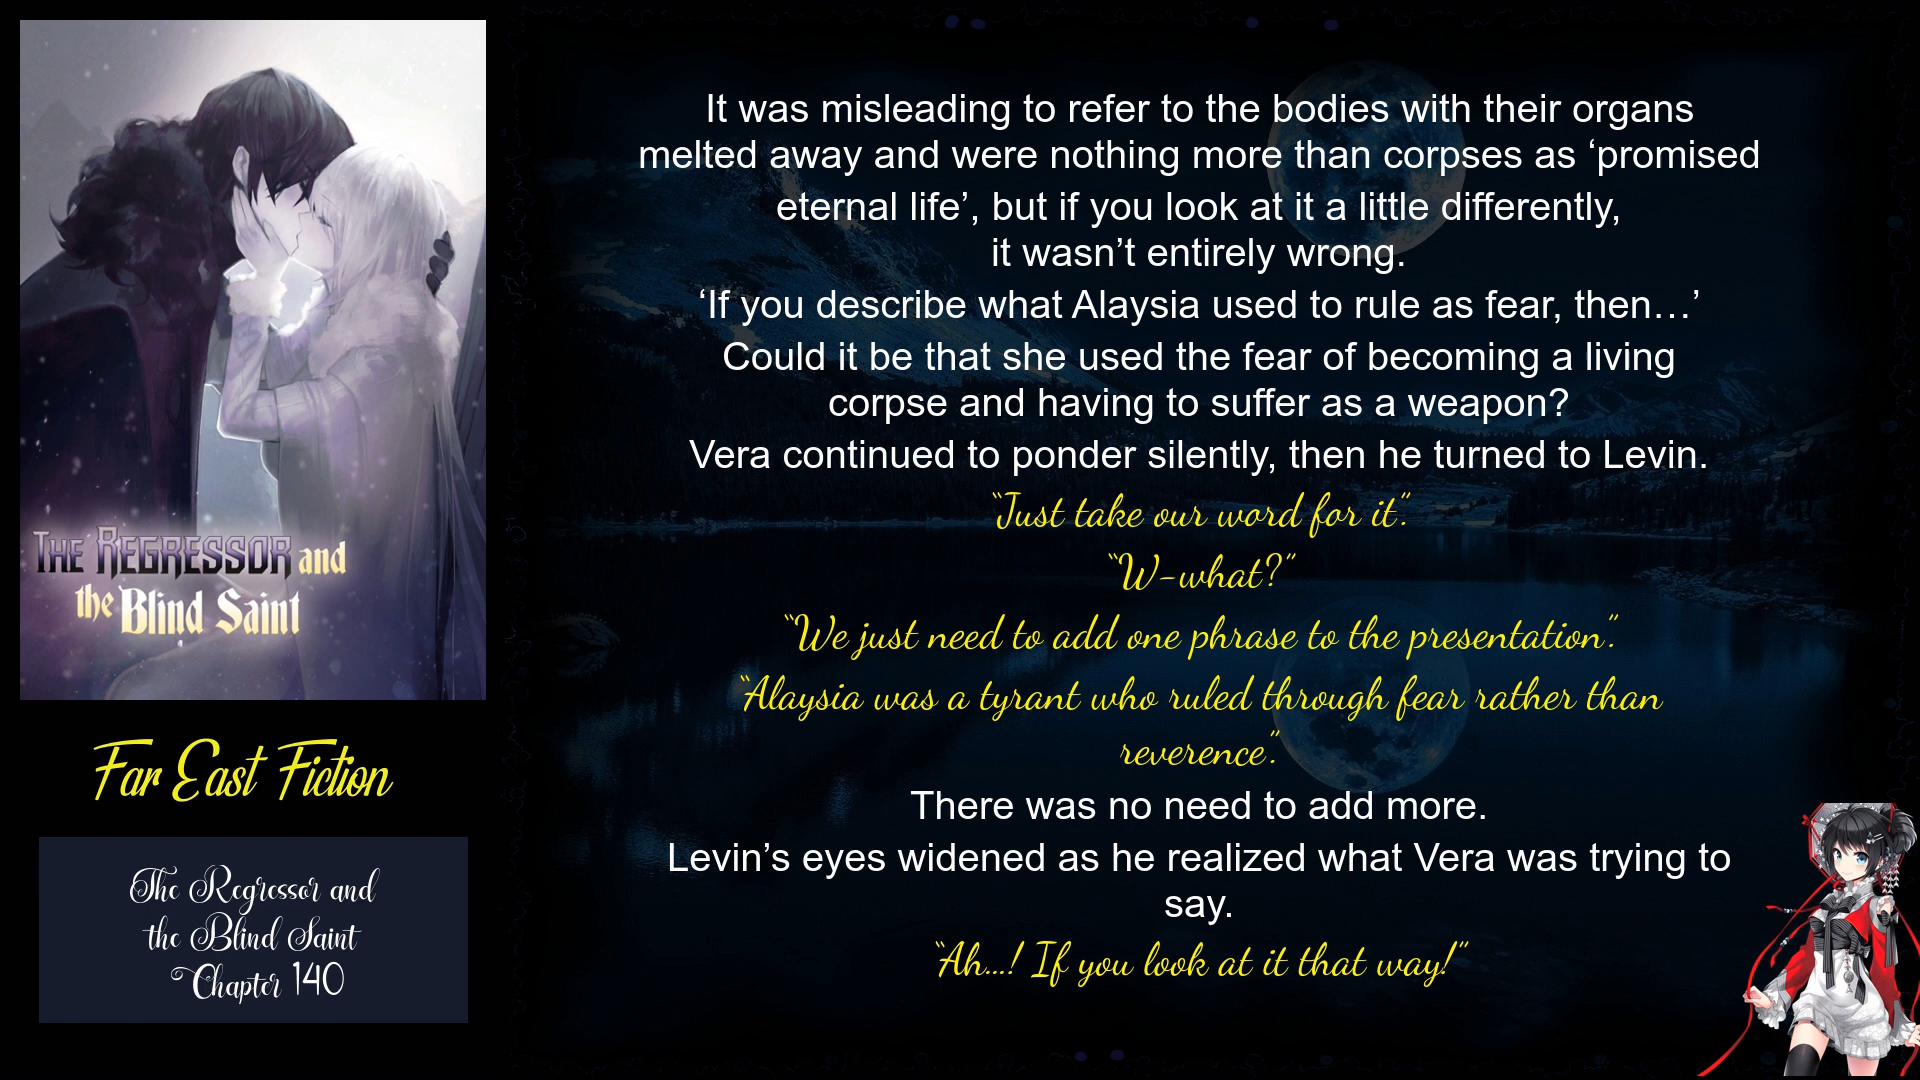 THE REGRESSOR and
the Blind Saint
Far East Fiction
The Regressor and
the Blind Saint
Chapter 140
It was misleading to refer to the bodies with their organs
melted away and were nothing more than corpses as ‘promised
eternal life’, but if you look at it a little differently,
it wasn’t entirely wrong.
‘If you describe what Alaysia used to rule as fear, then…’
Could it be that she used the fear of becoming a living
corpse and having to suffer as a weapon?
Vera continued to ponder silently, then he turned to Levin.
“Just take our word for it”.
“W-what?”
“We just need to add one phrase to the presentation”.
“Alaysia was a tyrant who ruled through fear rather than
reverence”.
There was no need to add more.
Levin’s eyes widened as he realized what Vera was trying to
say.
“Ah…! If you look at it that way!”